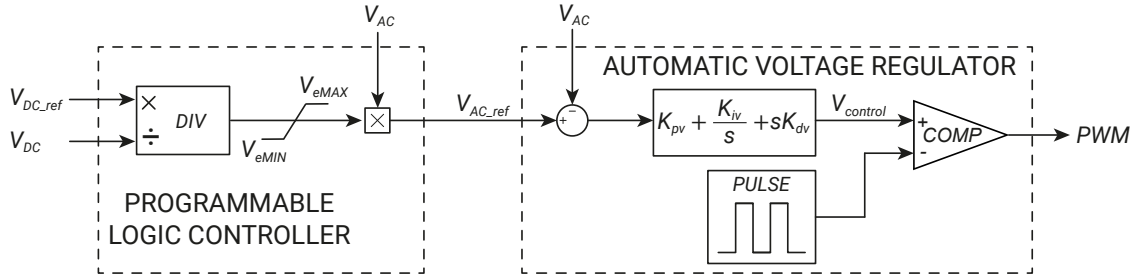 V_AC
V_AC
AUTOMATIC VOLTAGE REGULATOR
V_DC_ref
×
DIV
V_eMAX
V_eMIN
×
V_AC_ref
+
−
K_pv + K_iv/s + sK_dv
V_control
+
COMP
-
PWM
V_DC
÷
PULSE
PROGRAMMABLE
LOGIC CONTROLLER